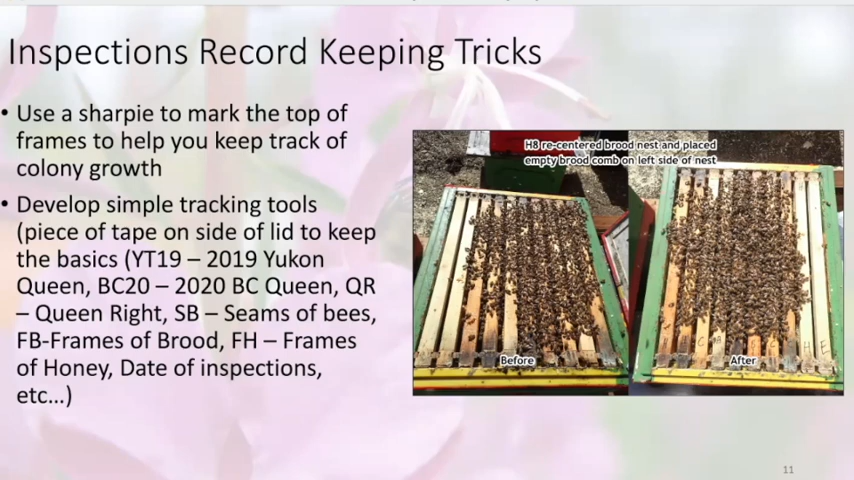 Inspections Record Keeping Tricks
• Use a sharpie to mark the top of
frames to help you keep track of
colony growth
• Develop simple tracking tools
(piece of tape on side of lid to keep
the basics (YT19 – 2019 Yukon
Queen, BC20 – 2020 BC Queen, QR
– Queen Right, SB – Seams of bees,
FB-Frames of Brood, FH – Frames
of Honey, Date of inspections,
etc...)
H8 re-centered brood nest and placed
empty brood comb on left side of nest
Before
After
11